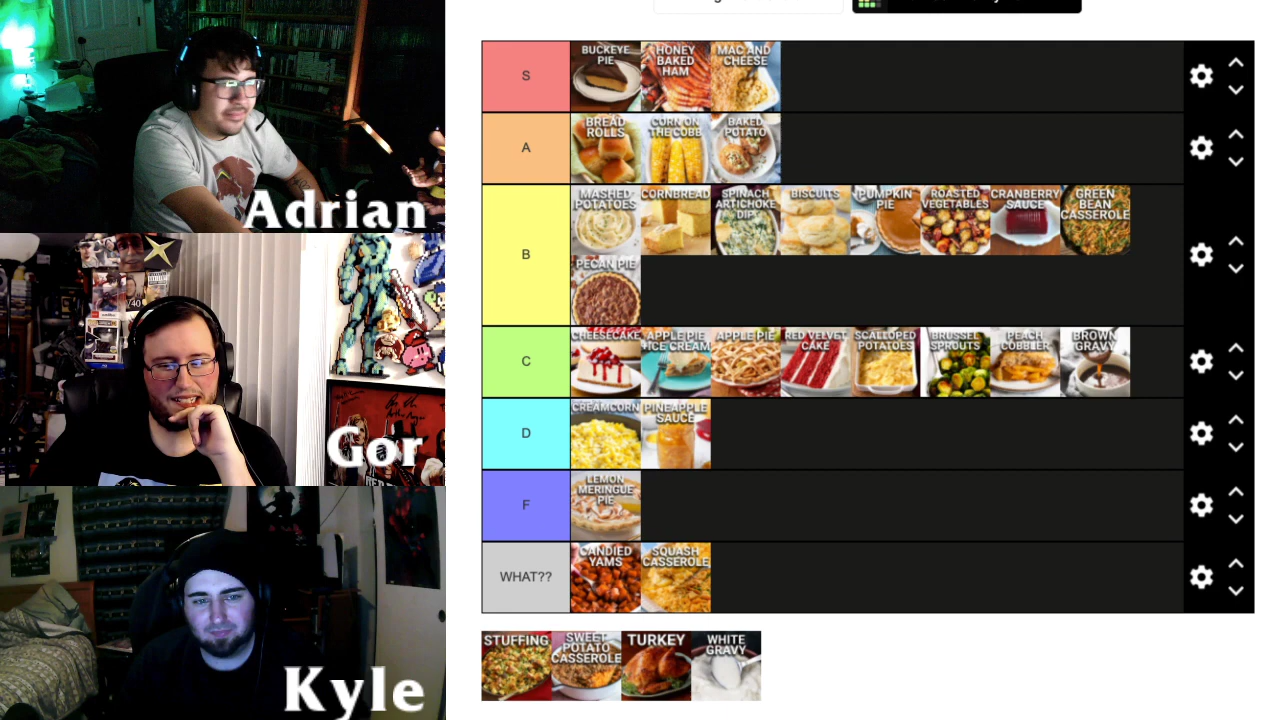 Adrian
Gor
Kyle
S
BUCKEYE
PIE
HONEY
BAKED
HAM
MAC AND
CHEESE
A
BREAD
ROLLS
CORN ON
THE COBB
BAKED
POTATO
B
MASHED
POTATOES
CORNBREAD
SPINACH
ARTICHOKE
DIP
BISCUITS
PUMPKIN
PIE
ROASTED
VEGETABLES
CRANBERRY
SAUCE
GREEN
BEAN
CASSEROLE
PECAN PIE
C
CHEESECAKE
APPLE PIE
ICE CREAM
APPLE PIE
RED VELVET
CAKE
SCALLOPED
POTATOES
BRUSSEL
SPROUTS
PEACH
COBBLER
BROWN
GRAVY
D
CREAMCORN
PINEAPPLE
SAUCE
F
LEMON
MERINGUE
PIE
WHAT??
CANDIED
YAMS
SQUASH
CASSEROLE
STUFFING
SWEET
POTATO
CASSEROLE
TURKEY
WHITE
GRAVY